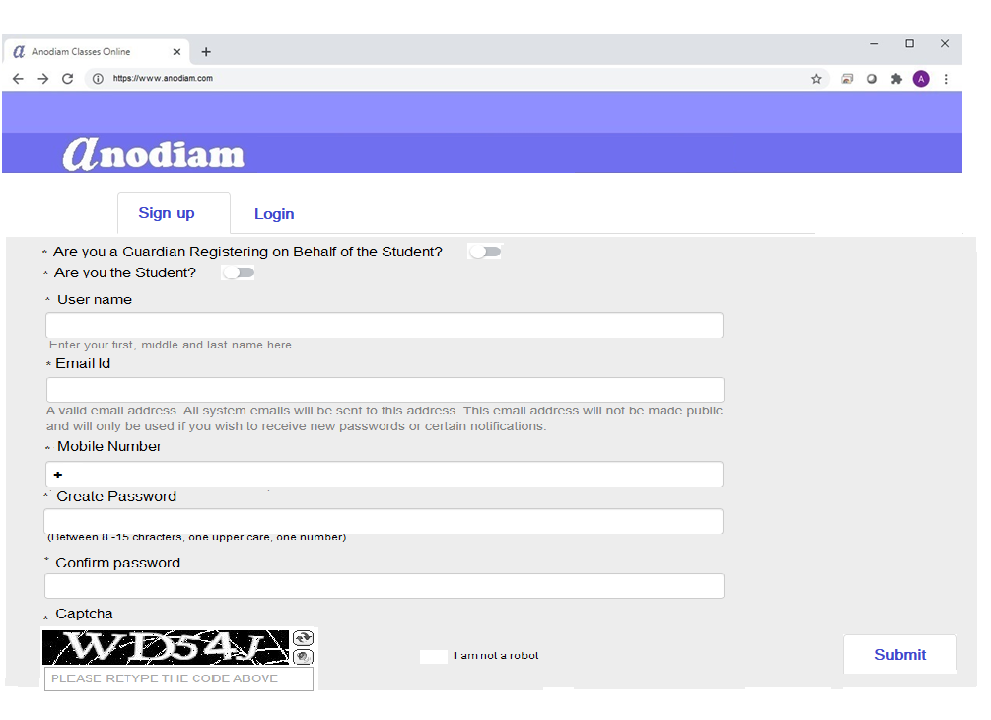 Anodiam Classes Online
https://www.anodiam.com
A
anodiam
Sign up
Login
* Are you a Guardian Registering on Behalf of the Student?
* Are you the Student?
* User name
Enter your first, middle and last name here
* Email Id
A valid email address. All system emails will be sent to this address. This email address will not be made public
and will only be used if you wish to receive new passwords or certain notifications.
* Mobile Number
+
* Create Password
(Between 8-15 chracters, one upper care, one number)
* Confirm password
* Captcha
WD54J
PLEASE RETYPE THE CODE ABOVE
I am not a robot
Submit